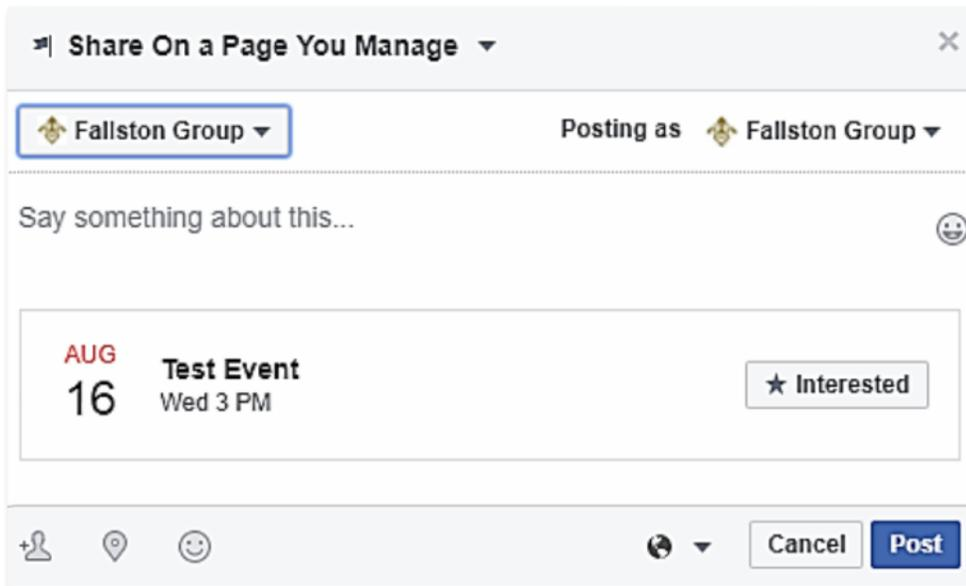 Share On a Page You Manage
Fallston Group Posting as Fallston Group
Say something about this...
AUG
16
Test Event
Wed 3 PM
Interested
Cancel Post